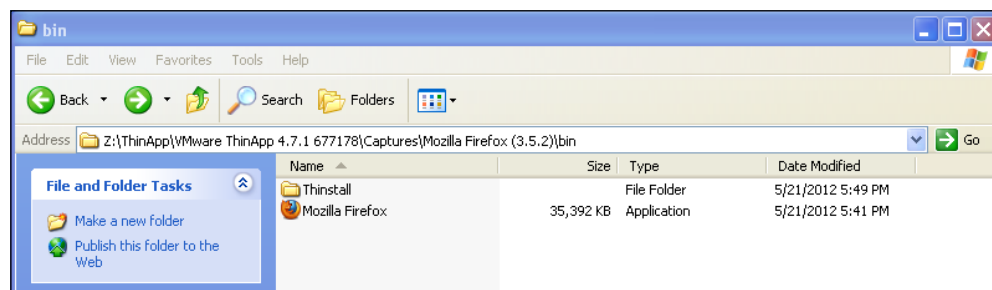 bin
File Edit View Favorites Tools Help
Back Search Folders
Address Z:\ThinApp\VMware ThinApp 4.7.1 677178\Captures\Mozilla Firefox (3.5.2)\bin Go
Name Size Type Date Modified
File and Folder Tasks
Thinstall File Folder 5/21/2012 5:49 PM
Mozilla Firefox 35,392 KB Application 5/21/2012 5:41 PM
Make a new folder
Publish this folder to the
Web